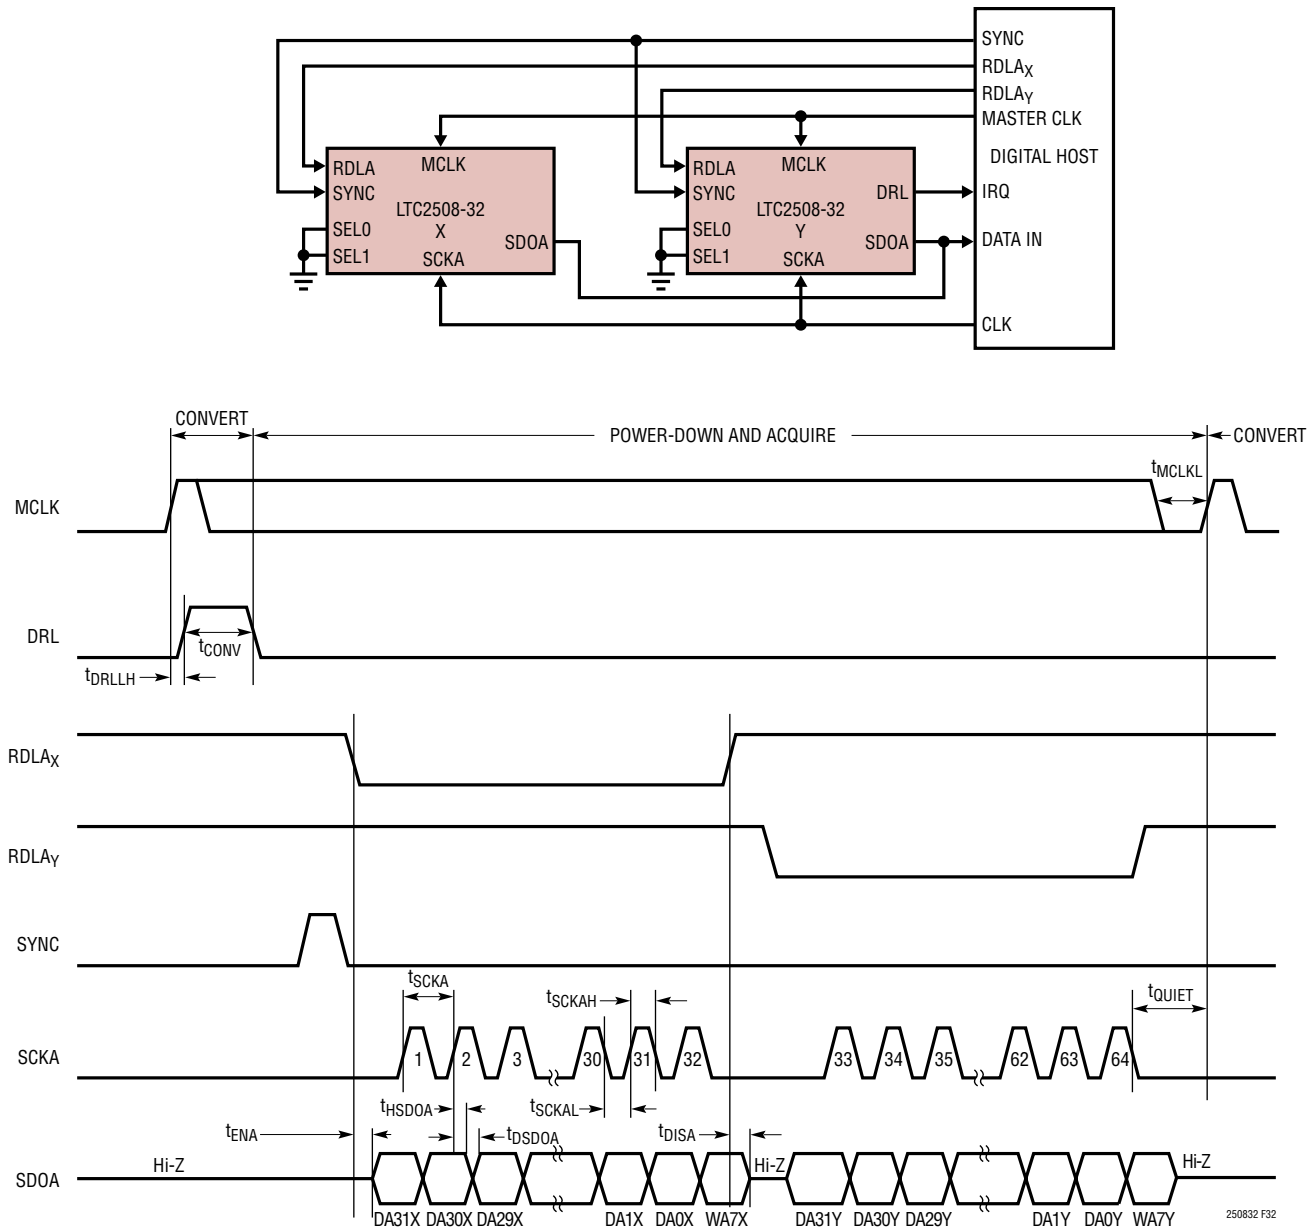 SYNC
RDLAX
RDLAY
MASTER CLK
DIGITAL HOST
IRQ
DATA IN
CLK
RDLA
MCLK
SYNC
LTC2508-32
X
SEL0
SEL1
SDOA
SCKA
RDLA
MCLK
SYNC
DRL
LTC2508-32
Y
SEL0
SEL1
SDOA
SCKA
CONVERT
POWER-DOWN AND ACQUIRE
CONVERT
MCLK
tMCLKL
DRL
tCONV
tDRLLH
RDLAX
RDLAY
SYNC
tSCKA
tSCKAH
tQUIET
SCKA
1 2 3 30 31 32 33 34 35 62 63 64
tHSDOA
tSCKAL
tENA
tDSDOA
tDISA
SDOA
Hi-Z
Hi-Z
Hi-Z
DA31X DA30X DA29X DA1X DA0X WA7X DA31Y DA30Y DA29Y DA1Y DA0Y WA7Y
250832 F32